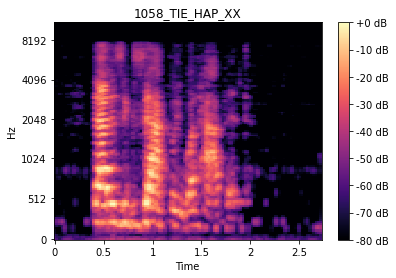 1058_TIE_HAP_XX
+0 dB
8192
-10 dB
4096
-20 dB
-30 dB
2048
Hz
-40 dB
1024
-50 dB
512
-60 dB
-70 dB
0
-80 dB
0 0.5 1 1.5 2 2.5
Time